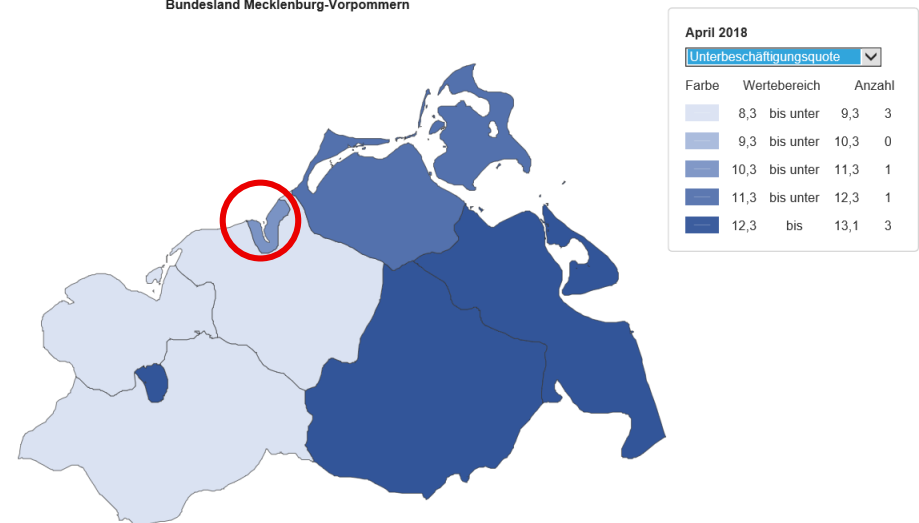 Bundesland Mecklenburg-Vorpommern
April 2018
Unterbeschäftigungsquote
Farbe Wertebereich Anzahl
8,3 bis unter 9,3 3
9,3 bis unter 10,3 0
10,3 bis unter 11,3 1
11,3 bis unter 12,3 1
12,3 bis 13,1 3